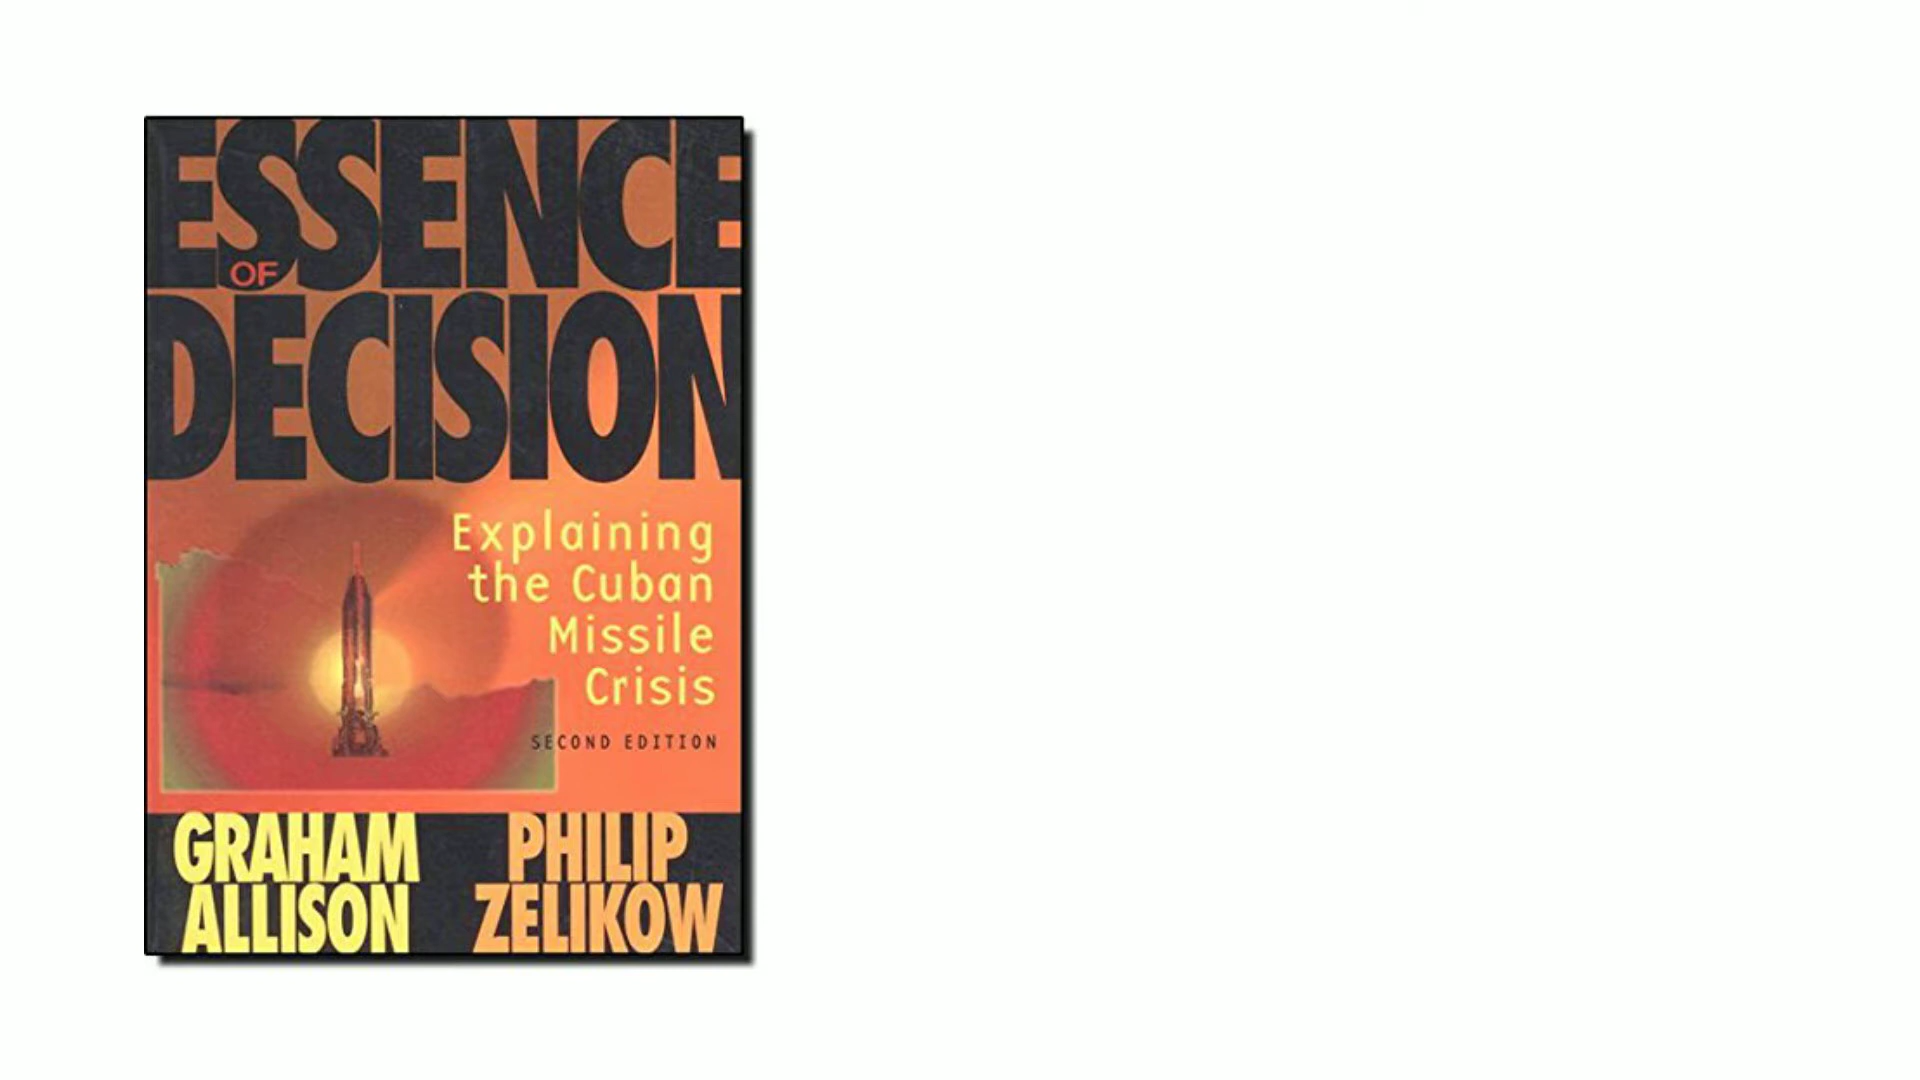 ESSENCE
OF
DECISION
Explaining
the Cuban
Missile
Crisis
SECOND EDITION
GRAHAM
ALLISON
PHILIP
ZELIKOW